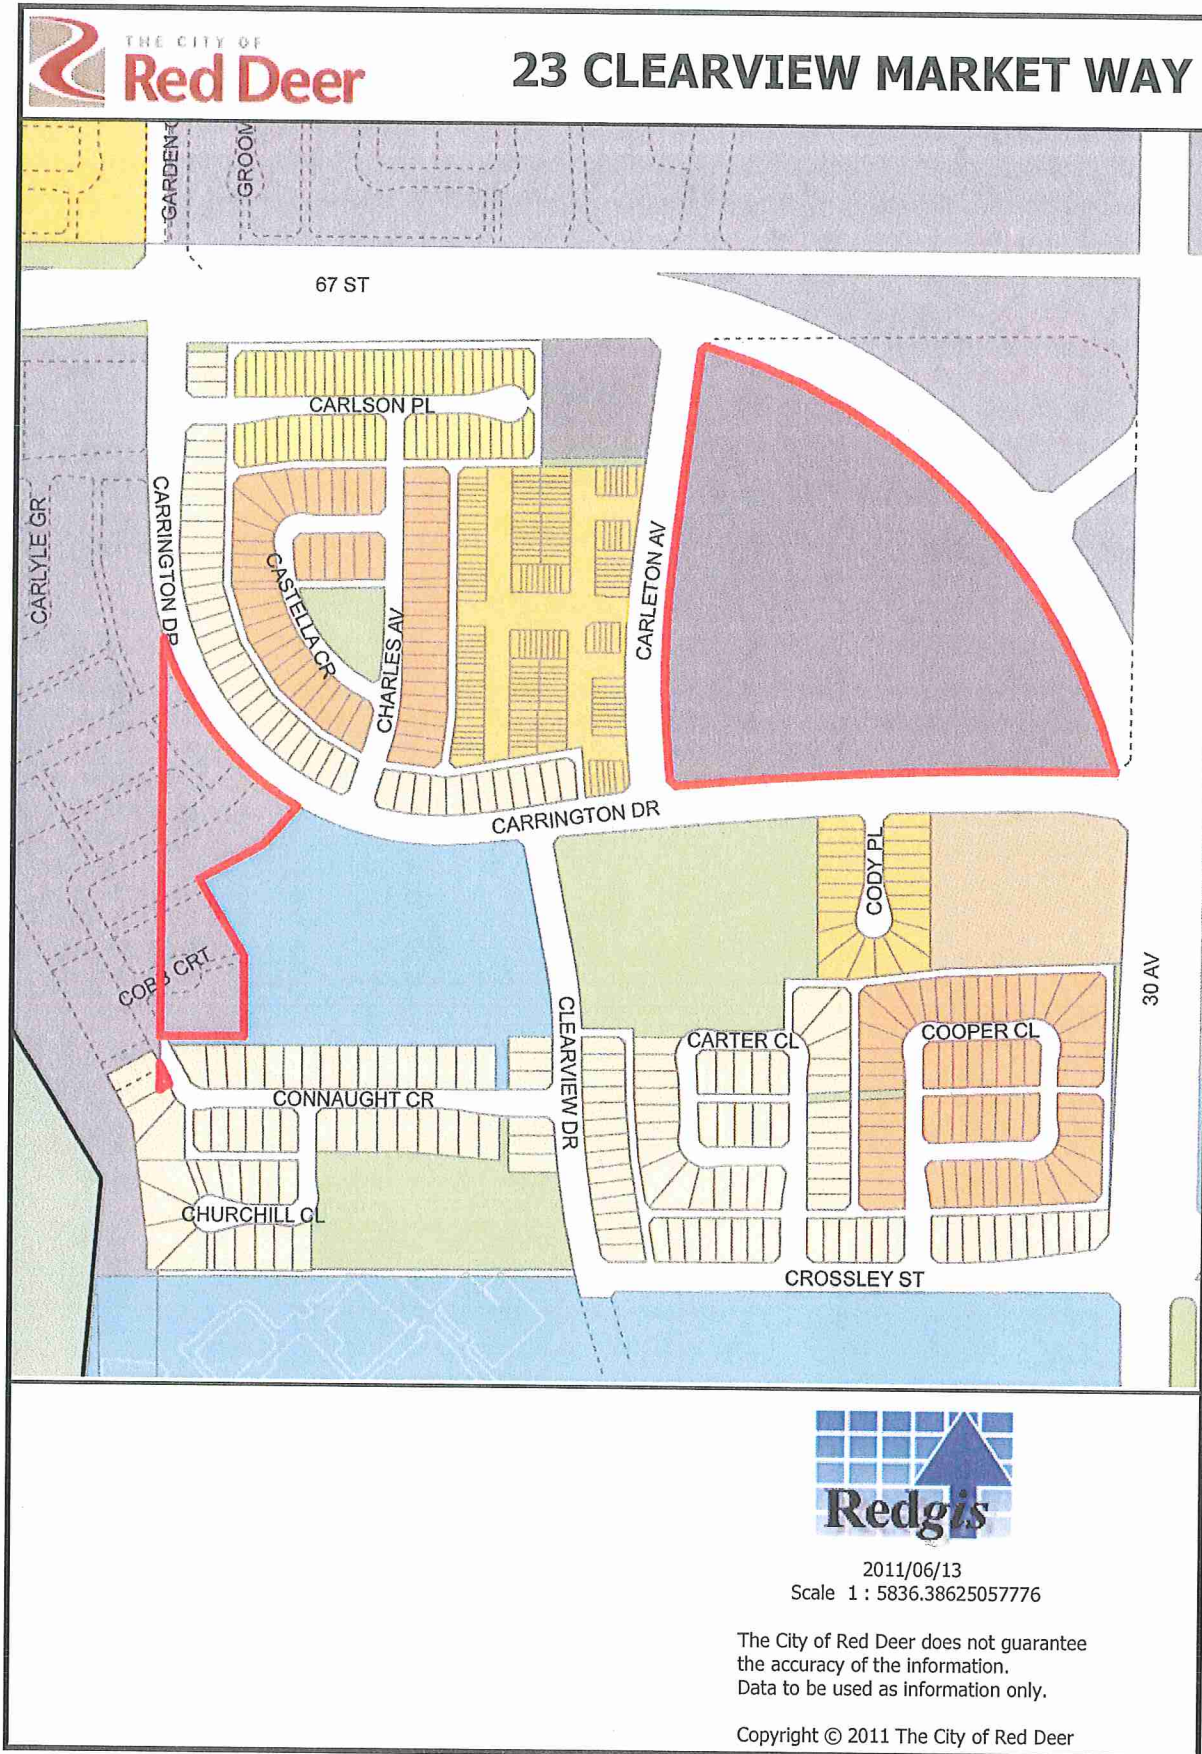 THE CITY OF
Red Deer
23 CLEARVIEW MARKET WAY
GARDEN
GROOM
67 ST
CARLSON PL
CARRINGTON DR
CARLYLE GR
CASTELLA CR
CHARLES AV
CARLETON AV
CARRINGTON DR
CODY PL
COBB CRT
30 AV
CLEARVIEW DR
CARTER CL
COOPER CL
CONNAUGHT CR
CHURCHILL CL
CROSSLEY ST
Redgis
2011/06/13
Scale 1 : 5836.38625057776
The City of Red Deer does not guarantee
the accuracy of the information.
Data to be used as information only.
Copyright © 2011 The City of Red Deer